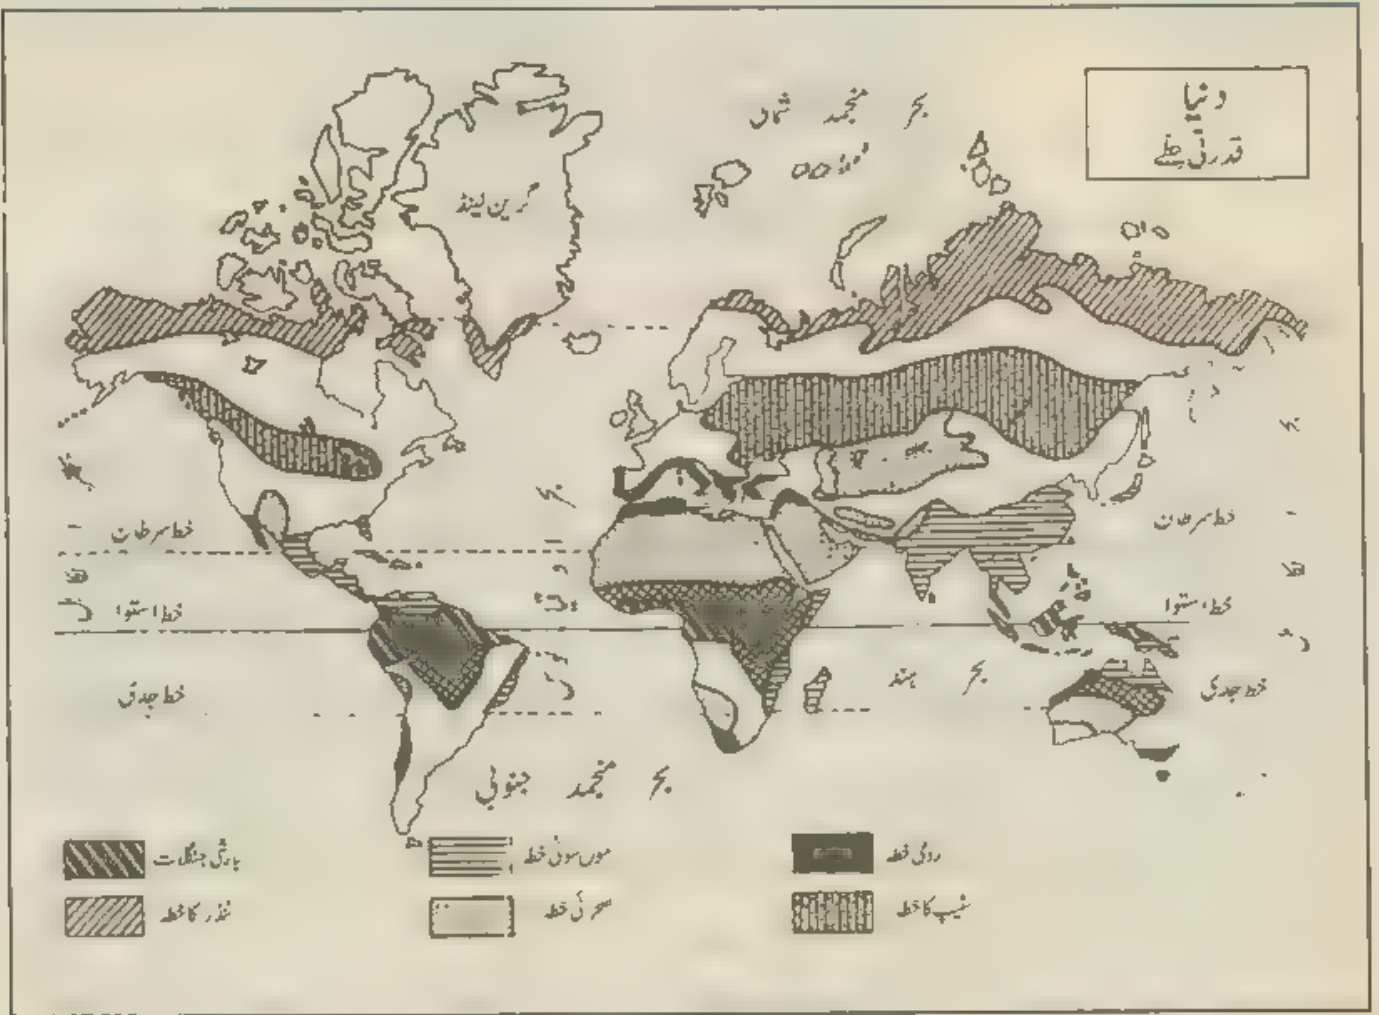 دنیا
قدرتی خطے
بحر منجمد شمالی
گرین لینڈ
خط سرطان
خط سرطان
خط استوا
خط استوا
بحر ہند
خط جدی
خط جدی
بحر منجمد جنوبی
بارشی جنگلات
مون سونی خطہ
رومی خطہ
ٹنڈرا کا خطہ
صحرائی خطہ
سٹیپ کا خطہ